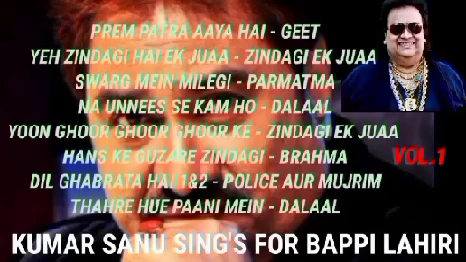 PREM PATRA AAYA HAI - GEET
YEH ZINDAGI HAI EK JUAA - ZINDAGI EK JUAA
SWARG MEIN MILEGI - PARMATMA
NA UNNEES SE KAM HO - DALAAL
YOON GHOOR GHOOR GHOOR KE - ZINDAGI EK JUAA
HANS KE GUZARE ZINDAGI - BRAHMA
VOL.1
DIL GHABRATA HAI 1&2 - POLICE AUR MUJRIM
THAHRE HUE PAANI MEIN - DALAAL
KUMAR SANU SING'S FOR BAPPI LAHIRI